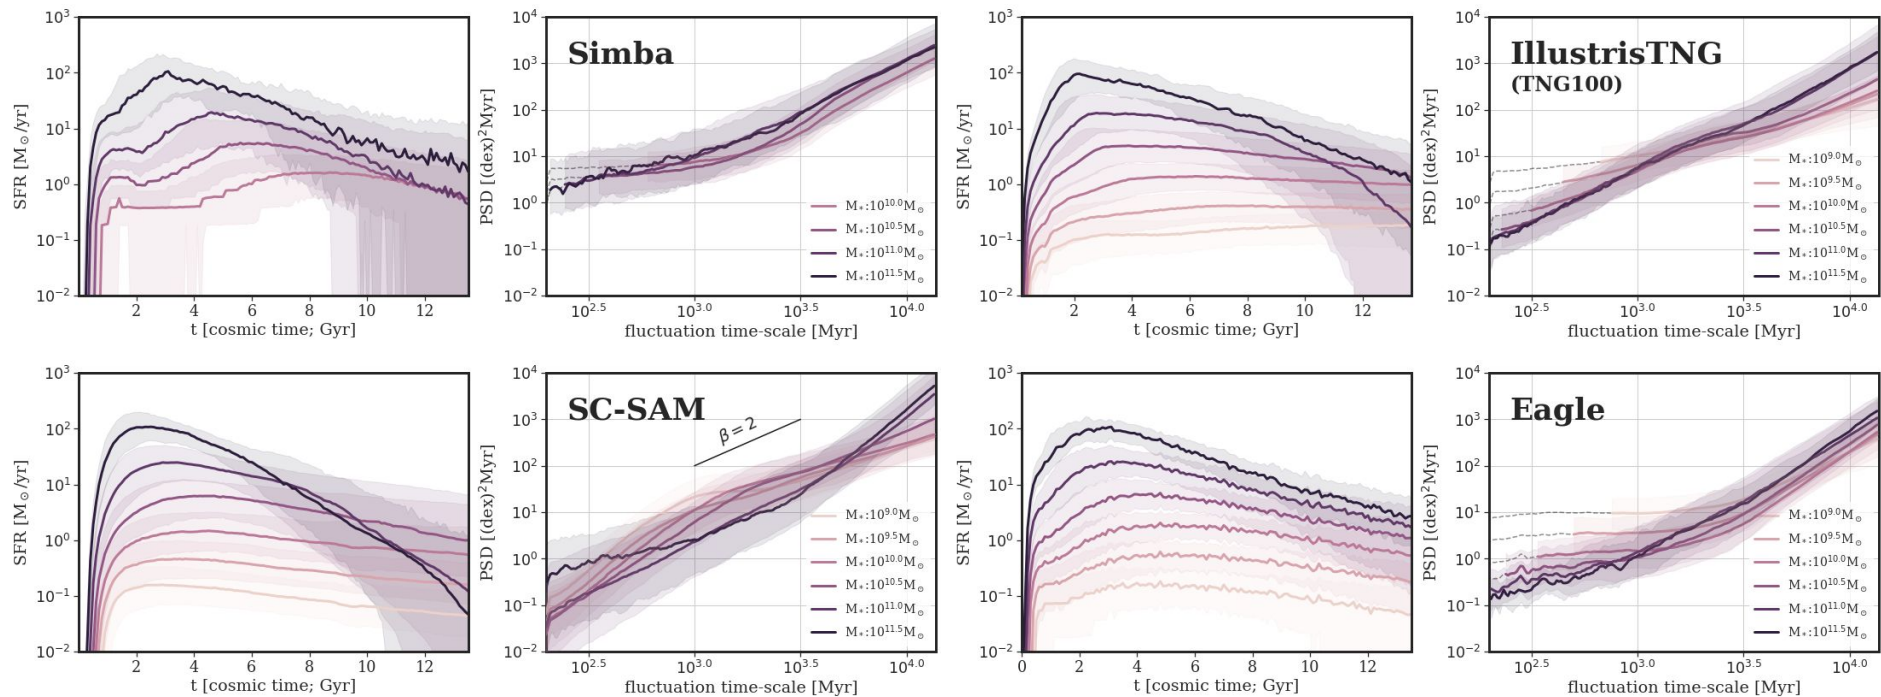 Simba
SFR [M⊙/yr]
10³
10²
10¹
10⁰
10⁻¹
10⁻²
2 4 6 8 10 12
t [cosmic time; Gyr]
PSD [(dex)²Myr]
10⁴
10³
10²
10¹
10⁰
10⁻¹
10⁻²
M*:10^10.0M⊙
M*:10^10.5M⊙
M*:10^11.0M⊙
M*:10^11.5M⊙
10^2.5 10^3.0 10^3.5 10^4.0
fluctuation time-scale [Myr]
IllustrisTNG
(TNG100)
SFR [M⊙/yr]
10³
10²
10¹
10⁰
10⁻¹
10⁻²
2 4 6 8 10 12
t [cosmic time; Gyr]
PSD [(dex)²Myr]
10⁴
10³
10²
10¹
10⁰
10⁻¹
10⁻²
M*:10^9.0M⊙
M*:10^9.5M⊙
M*:10^10.0M⊙
M*:10^10.5M⊙
M*:10^11.0M⊙
M*:10^11.5M⊙
10^2.5 10^3.0 10^3.5 10^4.0
fluctuation time-scale [Myr]
SC-SAM
SFR [M⊙/yr]
10³
10²
10¹
10⁰
10⁻¹
10⁻²
2 4 6 8 10 12
t [cosmic time; Gyr]
PSD [(dex)²Myr]
10⁴
10³
10²
10¹
10⁰
10⁻¹
10⁻²
β = 2
M*:10^9.0M⊙
M*:10^9.5M⊙
M*:10^10.0M⊙
M*:10^10.5M⊙
M*:10^11.0M⊙
M*:10^11.5M⊙
10^2.5 10^3.0 10^3.5 10^4.0
fluctuation time-scale [Myr]
Eagle
SFR [M⊙/yr]
10³
10²
10¹
10⁰
10⁻¹
10⁻²
0 2 4 6 8 10 12
t [cosmic time; Gyr]
PSD [(dex)²Myr]
10⁴
10³
10²
10¹
10⁰
10⁻¹
10⁻²
M*:10^9.0M⊙
M*:10^9.5M⊙
M*:10^10.0M⊙
M*:10^10.5M⊙
M*:10^11.0M⊙
M*:10^11.5M⊙
10^2.5 10^3.0 10^3.5 10^4.0
fluctuation time-scale [Myr]